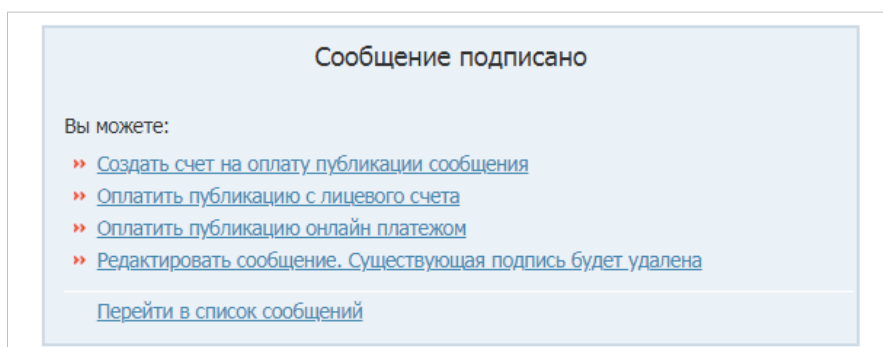 Сообщение подписано
Вы можете:
›› Создать счет на оплату публикации сообщения
›› Оплатить публикацию с лицевого счета
›› Оплатить публикацию онлайн платежом
›› Редактировать сообщение. Существующая подпись будет удалена
Перейти в список сообщений